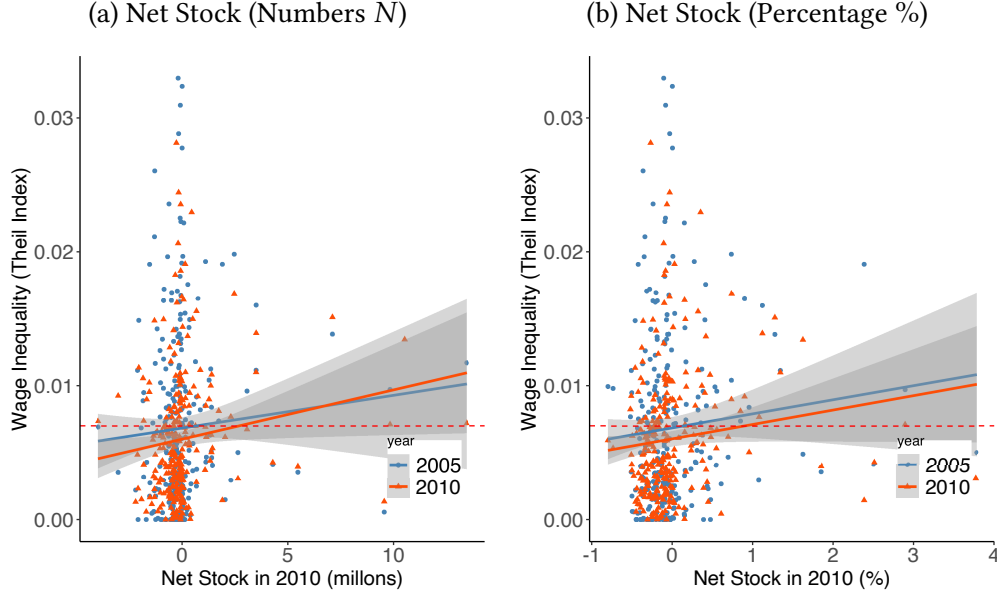 (a) Net Stock (Numbers N)
(b) Net Stock (Percentage %)
Wage Inequality (Theil Index)
0.03
0.02
0.01
0.00
0
5
10
Net Stock in 2010 (millons)
year
2005
2010
Wage Inequality (Theil Index)
0.03
0.02
0.01
0.00
-1
0
1
2
3
4
Net Stock in 2010 (%)
year
2005
2010